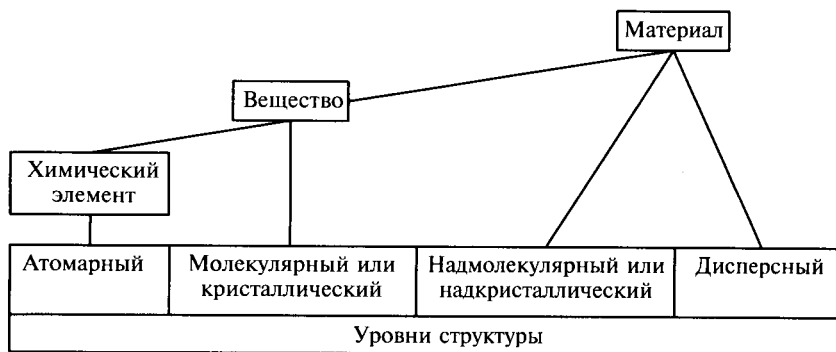 Материал
Вещество
Химический
элемент
Атомарный
Молекулярный или
кристаллический
Надмолекулярный или
надкристаллический
Дисперсный
Уровни структуры